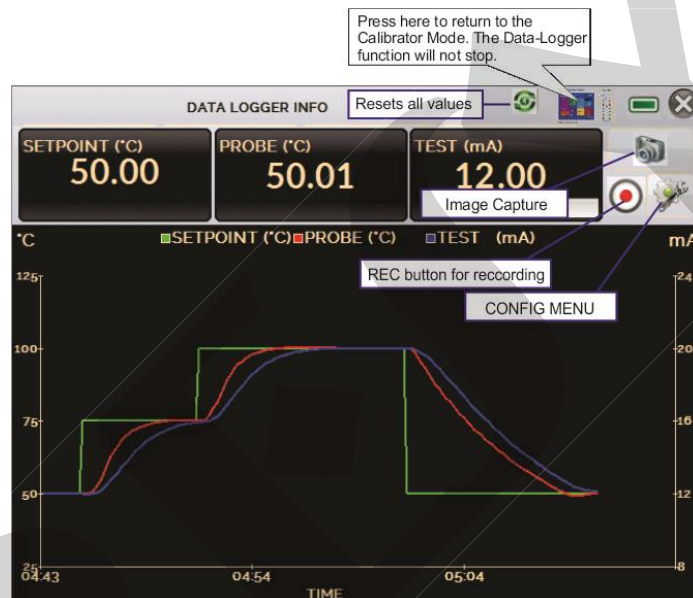 Press here to return to the
Calibrator Mode. The Data-Logger
function will not stop.
DATA LOGGER INFO
Resets all values
SETPOINT (°C)
50.00
PROBE (°C)
50.01
TEST (mA)
12.00
Image Capture
°C
SETPOINT (°C)
PROBE (°C)
TEST (mA)
mA
REC button for reccording
CONFIG MENU
125
24
100
20
75
16
50
12
25
8
04:43
04:54
05:04
TIME